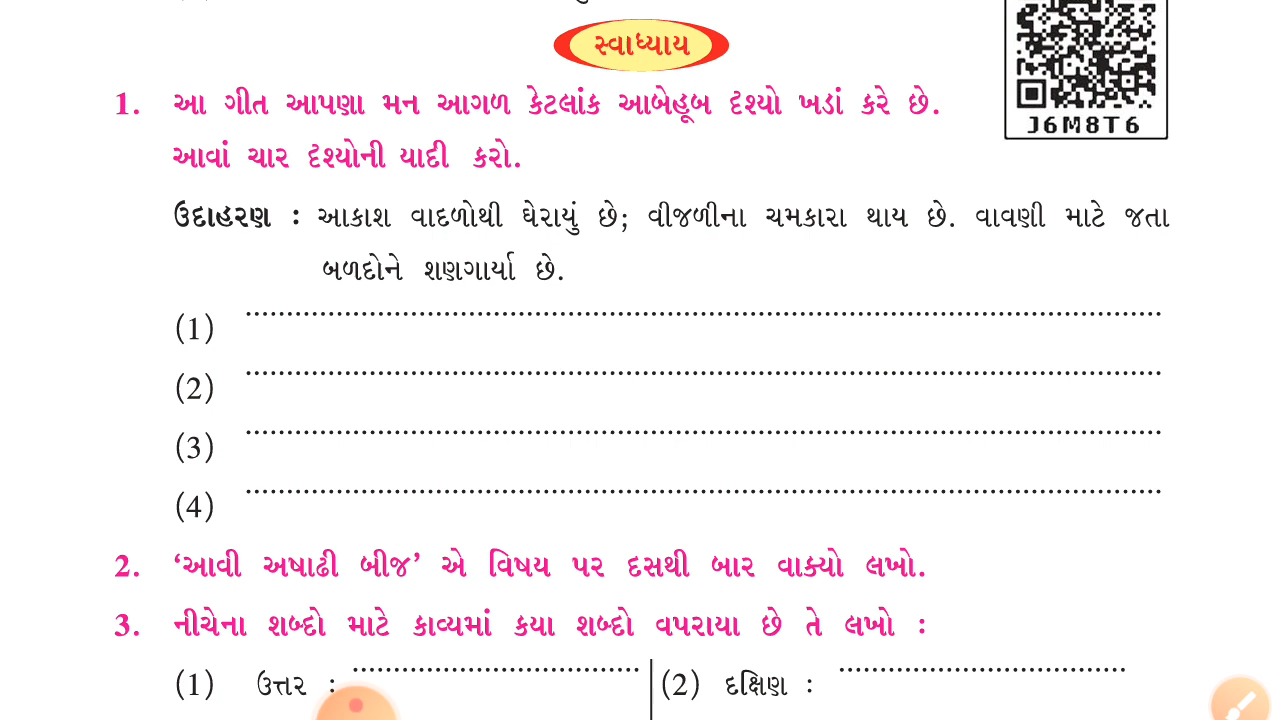 સ્વાધ્યાય
J6M8T6
1. આ ગીત આપણા મન આગળ કેટલાંક આબેહૂબ દૃશ્યો ખડાં કરે છે.
આવાં ચાર દૃશ્યોની યાદી કરો.
ઉદાહરણ : આકાશ વાદળોથી ઘેરાયું છે; વીજળીના ચમકારા થાય છે. વાવણી માટે જતા
બળદોને શણગાર્યા છે.
(1) ................................................................
(2) ................................................................
(3) ................................................................
(4) ................................................................
2. ‘આવી અષાઢી બીજ’ એ વિષય પર દસથી બાર વાક્યો લખો.
3. નીચેના શબ્દો માટે કાવ્યમાં કયા શબ્દો વપરાયા છે તે લખો :
(1) ઉત્તર : .................................. (2) દક્ષિણ : ..................................